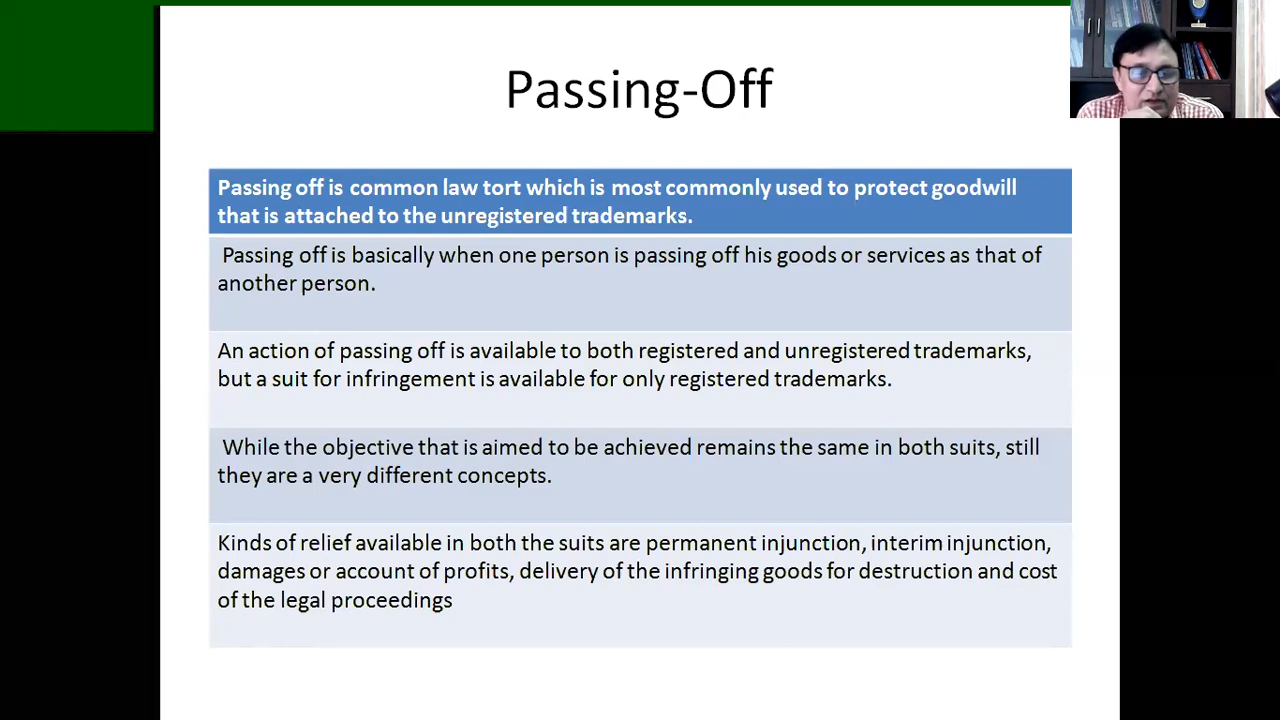 Passing-Off
Passing off is common law tort which is most commonly used to protect goodwill
that is attached to the unregistered trademarks.
Passing off is basically when one person is passing off his goods or services as that of
another person.
An action of passing off is available to both registered and unregistered trademarks,
but a suit for infringement is available for only registered trademarks.
While the objective that is aimed to be achieved remains the same in both suits, still
they are a very different concepts.
Kinds of relief available in both the suits are permanent injunction, interim injunction,
damages or account of profits, delivery of the infringing goods for destruction and cost
of the legal proceedings